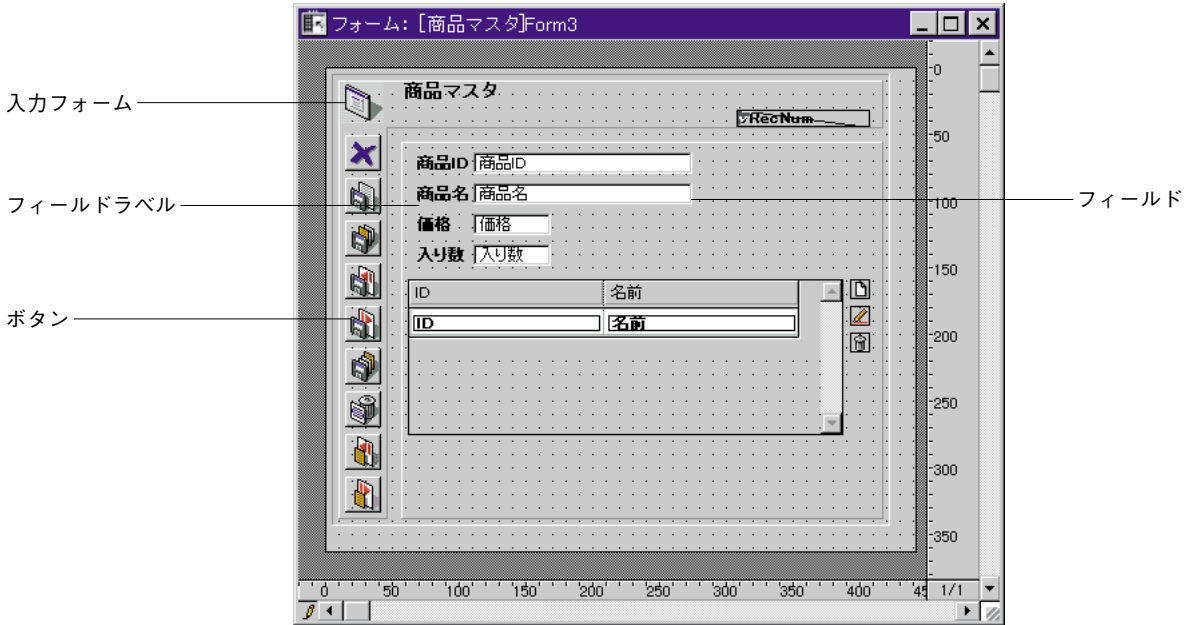 フォーム: [商品マスタ]Form3
入力フォーム
商品マスタ
vRecNum
商品ID 商品ID
フィールドラベル
商品名 商品名
フィールド
価格 価格
入り数 入り数
ID 名前
ボタン
ID 名前
0
50
100
150
200
250
300
350
0 50 100 150 200 250 300 350 400 45 1/1